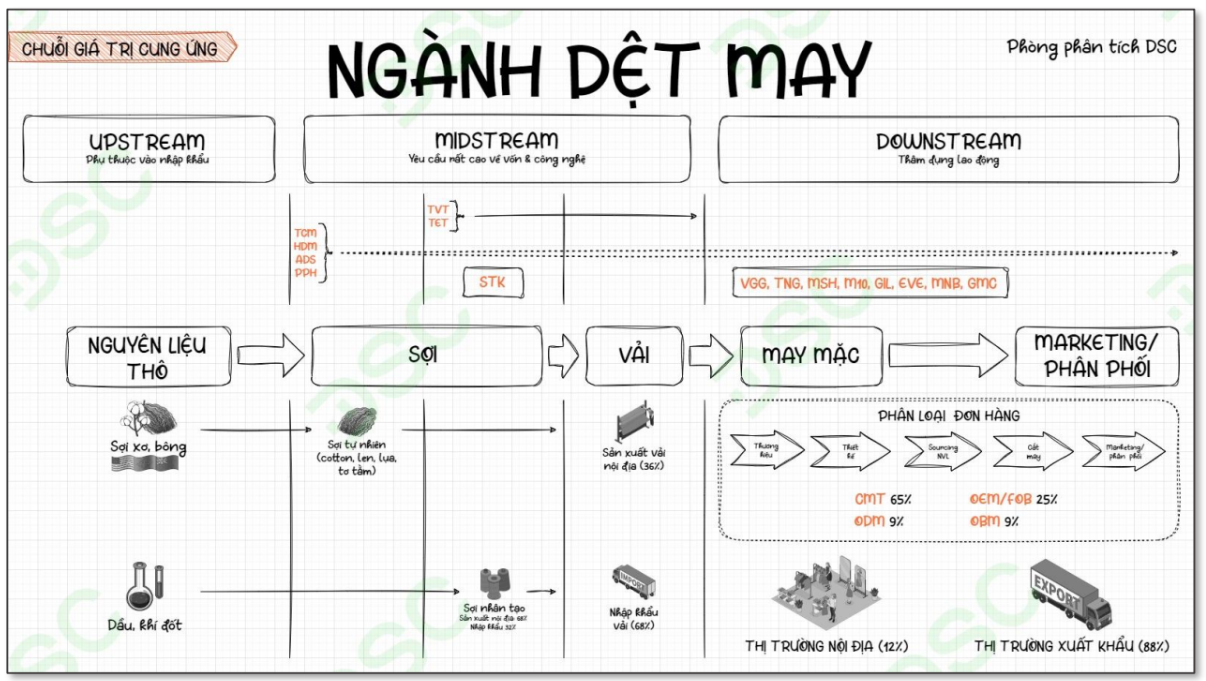 CHUỖI GIÁ TRỊ CUNG ỨNG
NGÀNH DỆT MAY
Phòng phân tích DSC
UPSTREAM
Phụ thuộc vào nhập khẩu
MIDSTREAM
Yêu cầu rất cao về vốn & công nghệ
DOWNSTREAM
Thâm dụng lao động
TVT
TET
TCM
HDM
ADS
PPH
STK
VGG, TNG, MSH, M10, GIL, EVE, MNB, GMC
NGUYÊN LIỆU
THÔ
SỢI
VẢI
MAY MẶC
MARKETING/
PHÂN PHỐI
Sợi xơ, bông
Sợi tự nhiên
(cotton, len, lụa,
tơ tằm)
Sản xuất vải
nội địa (36%)
PHÂN LOẠI ĐƠN HÀNG
Thương
hiệu
Thiết
kế
Sourcing
NVL
Cắt
may
Marketing/
phân phối
CMT 65%
OEM/FOB 25%
ODM 9%
OBM 9%
Dầu, khí đốt
Sợi nhân tạo
Sản xuất nội địa: 68%
Nhập khẩu 32%
IMPORT
Nhập khẩu
vải (68%)
THỊ TRƯỜNG NỘI ĐỊA (12%)
EXPORT
THỊ TRƯỜNG XUẤT KHẨU (88%)
DSC
DSC
DSC
DSC
DSC
DSC